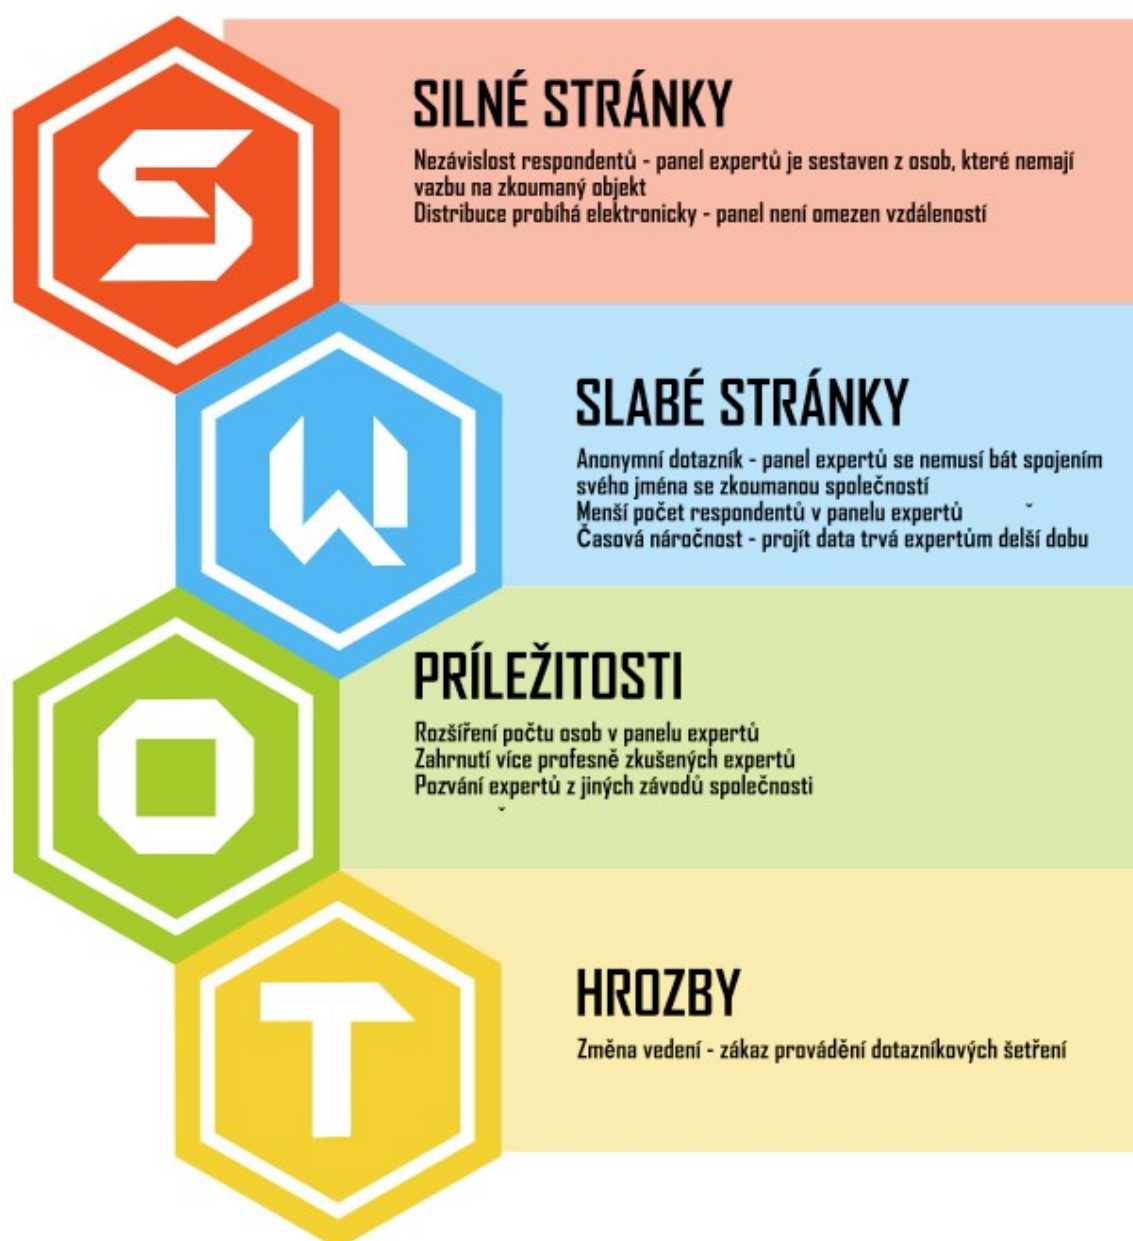 S
SILNÉ STRÁNKY
Nezávislost respondentů - panel expertů je sestaven z osob, které nemají
vazbu na zkoumaný objekt
Distribuce probíhá elektronicky - panel není omezen vzdáleností
W
SLABÉ STRÁNKY
Anonymní dotazník - panel expertů se nemusí bát spojením
svého jména se zkoumanou společností
Menší počet respondentů v panelu expertů
Časová náročnost - projít data trvá expertům delší dobu
O
PRÍLEŽITOSTI
Rozšíření počtu osob v panelu expertů
Zahrnutí více profesně zkušených expertů
Pozvání expertů z jiných závodů společnosti
T
HROZBY
Změna vedení - zákaz provádění dotazníkových šetření